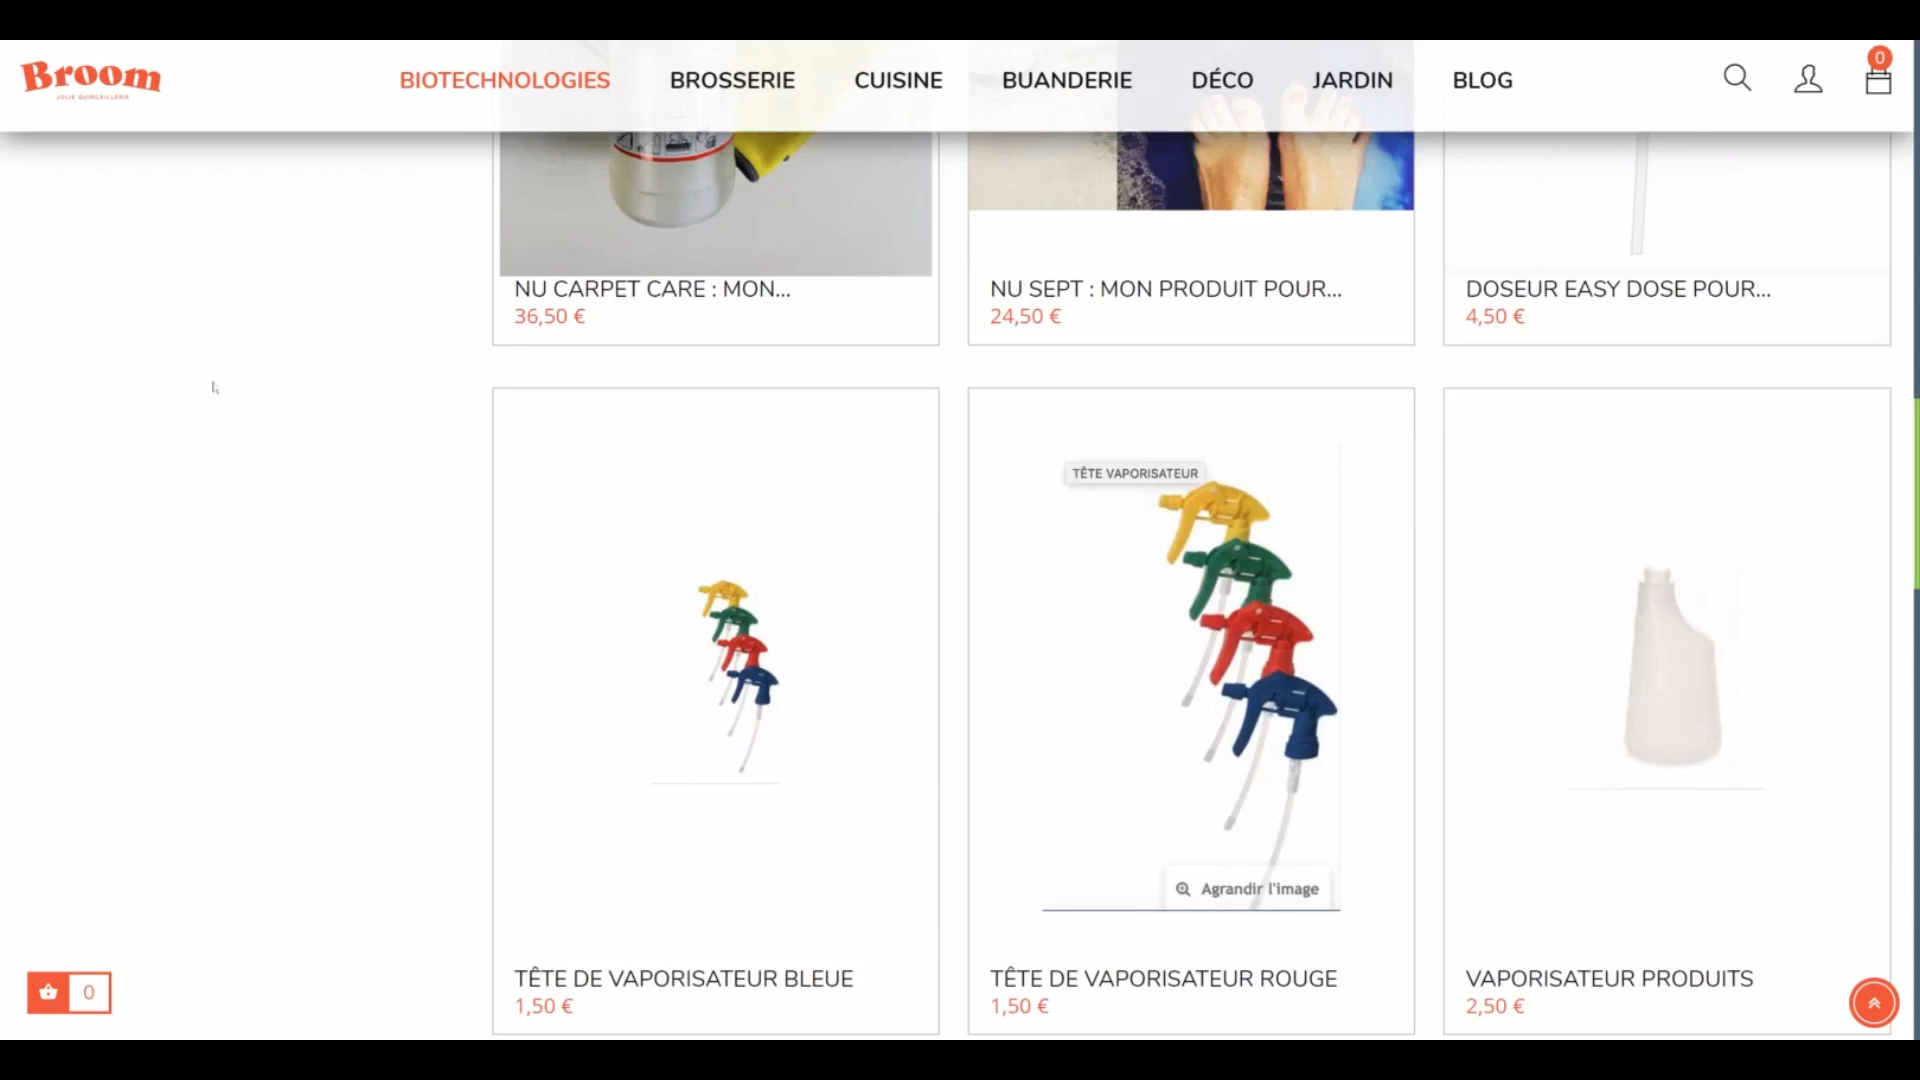 Broom
JOLIE QUINCAILLERIE
BIOTECHNOLOGIES
BROSSERIE
CUISINE
BUANDERIE
DÉCO
JARDIN
BLOG
0
NU CARPET CARE : MON...
36,50 €
NU SEPT : MON PRODUIT POUR...
24,50 €
DOSEUR EASY DOSE POUR...
4,50 €
TÊTE VAPORISATEUR
Agrandir l'image
TÊTE DE VAPORISATEUR BLEUE
1,50 €
TÊTE DE VAPORISATEUR ROUGE
1,50 €
VAPORISATEUR PRODUITS
2,50 €
0